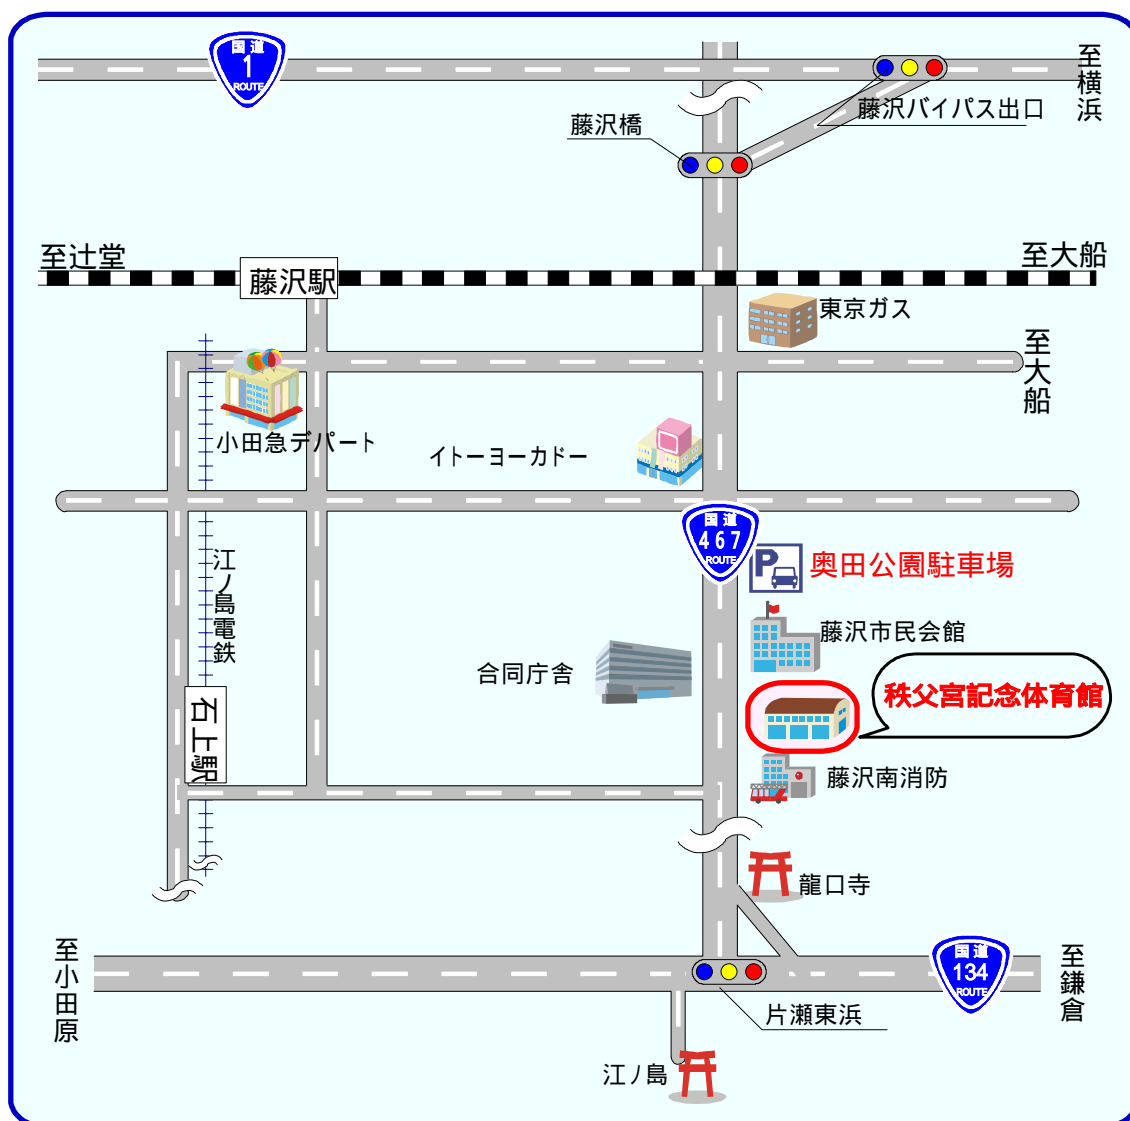 国道
1
ROUTE
至横浜
藤沢バイパス出口
藤沢橋
至辻堂
至大船
藤沢駅
東京ガス
至大船
小田急デパート
イトーヨーカドー
国道
467
ROUTE
P
奥田公園駐車場
江ノ島電鉄
藤沢市民会館
合同庁舎
秩父宮記念体育館
石上駅
藤沢南消防
龍口寺
至小田原
国道
134
ROUTE
至鎌倉
片瀬東浜
江ノ島